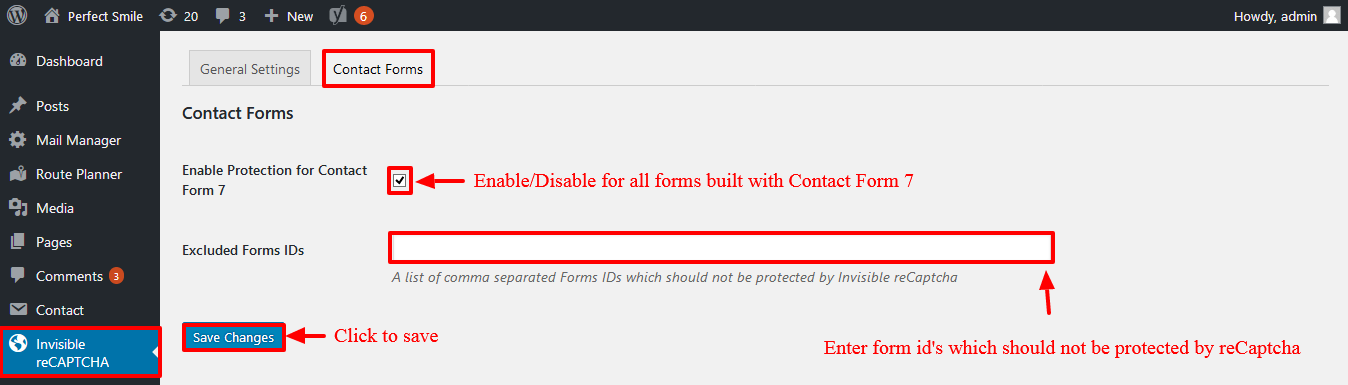 Perfect Smile 20 3 New 6 Howdy, admin
Dashboard
Posts
Mail Manager
Route Planner
Media
Pages
Comments 3
Contact
Invisible
reCAPTCHA
General Settings Contact Forms
Contact Forms
Enable Protection for Contact
Form 7
Enable/Disable for all forms built with Contact Form 7
Excluded Forms IDs
A list of comma separated Forms IDs which should not be protected by Invisible reCaptcha
Save Changes
Click to save
Enter form id's which should not be protected by reCaptcha